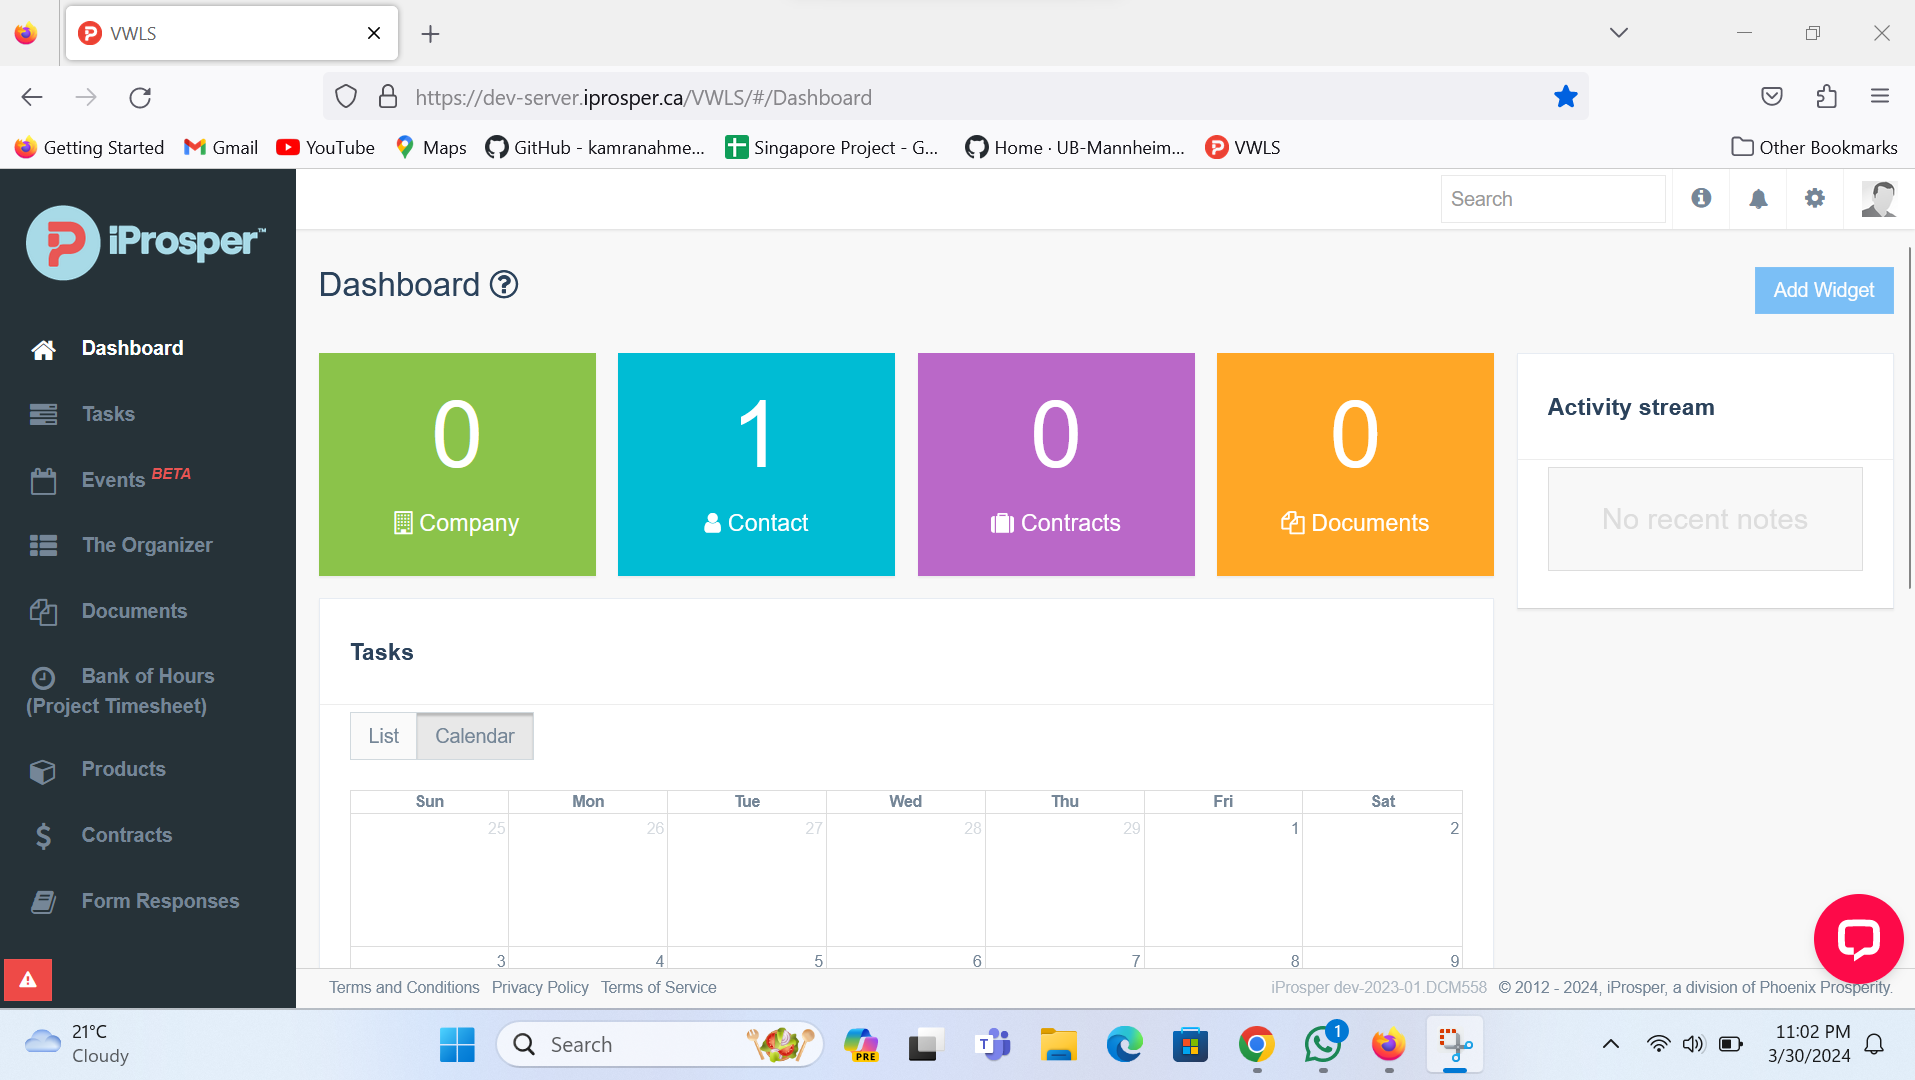 VWLS
https://dev-server.iprosper.ca/VWLS/#/Dashboard
Getting Started Gmail YouTube Maps GitHub - kamranahme... Singapore Project - G... Home · UB-Mannheim... VWLS Other Bookmarks
iProsper™
Search
Dashboard
Add Widget
Dashboard
Tasks
Events BETA
The Organizer
Documents
Bank of Hours
(Project Timesheet)
Products
Contracts
Form Responses
0
Company
1
Contact
0
Contracts
0
Documents
Activity stream
No recent notes
Tasks
List Calendar
Sun Mon Tue Wed Thu Fri Sat
25 26 27 28 29 1 2
3 4 5 6 7 8 9
Terms and Conditions Privacy Policy Terms of Service
iProsper dev-2023-01.DCM558 © 2012 - 2024, iProsper, a division of Phoenix Prosperity.
21°C
Cloudy
Search
PRE
T
1
11:02 PM
3/30/2024